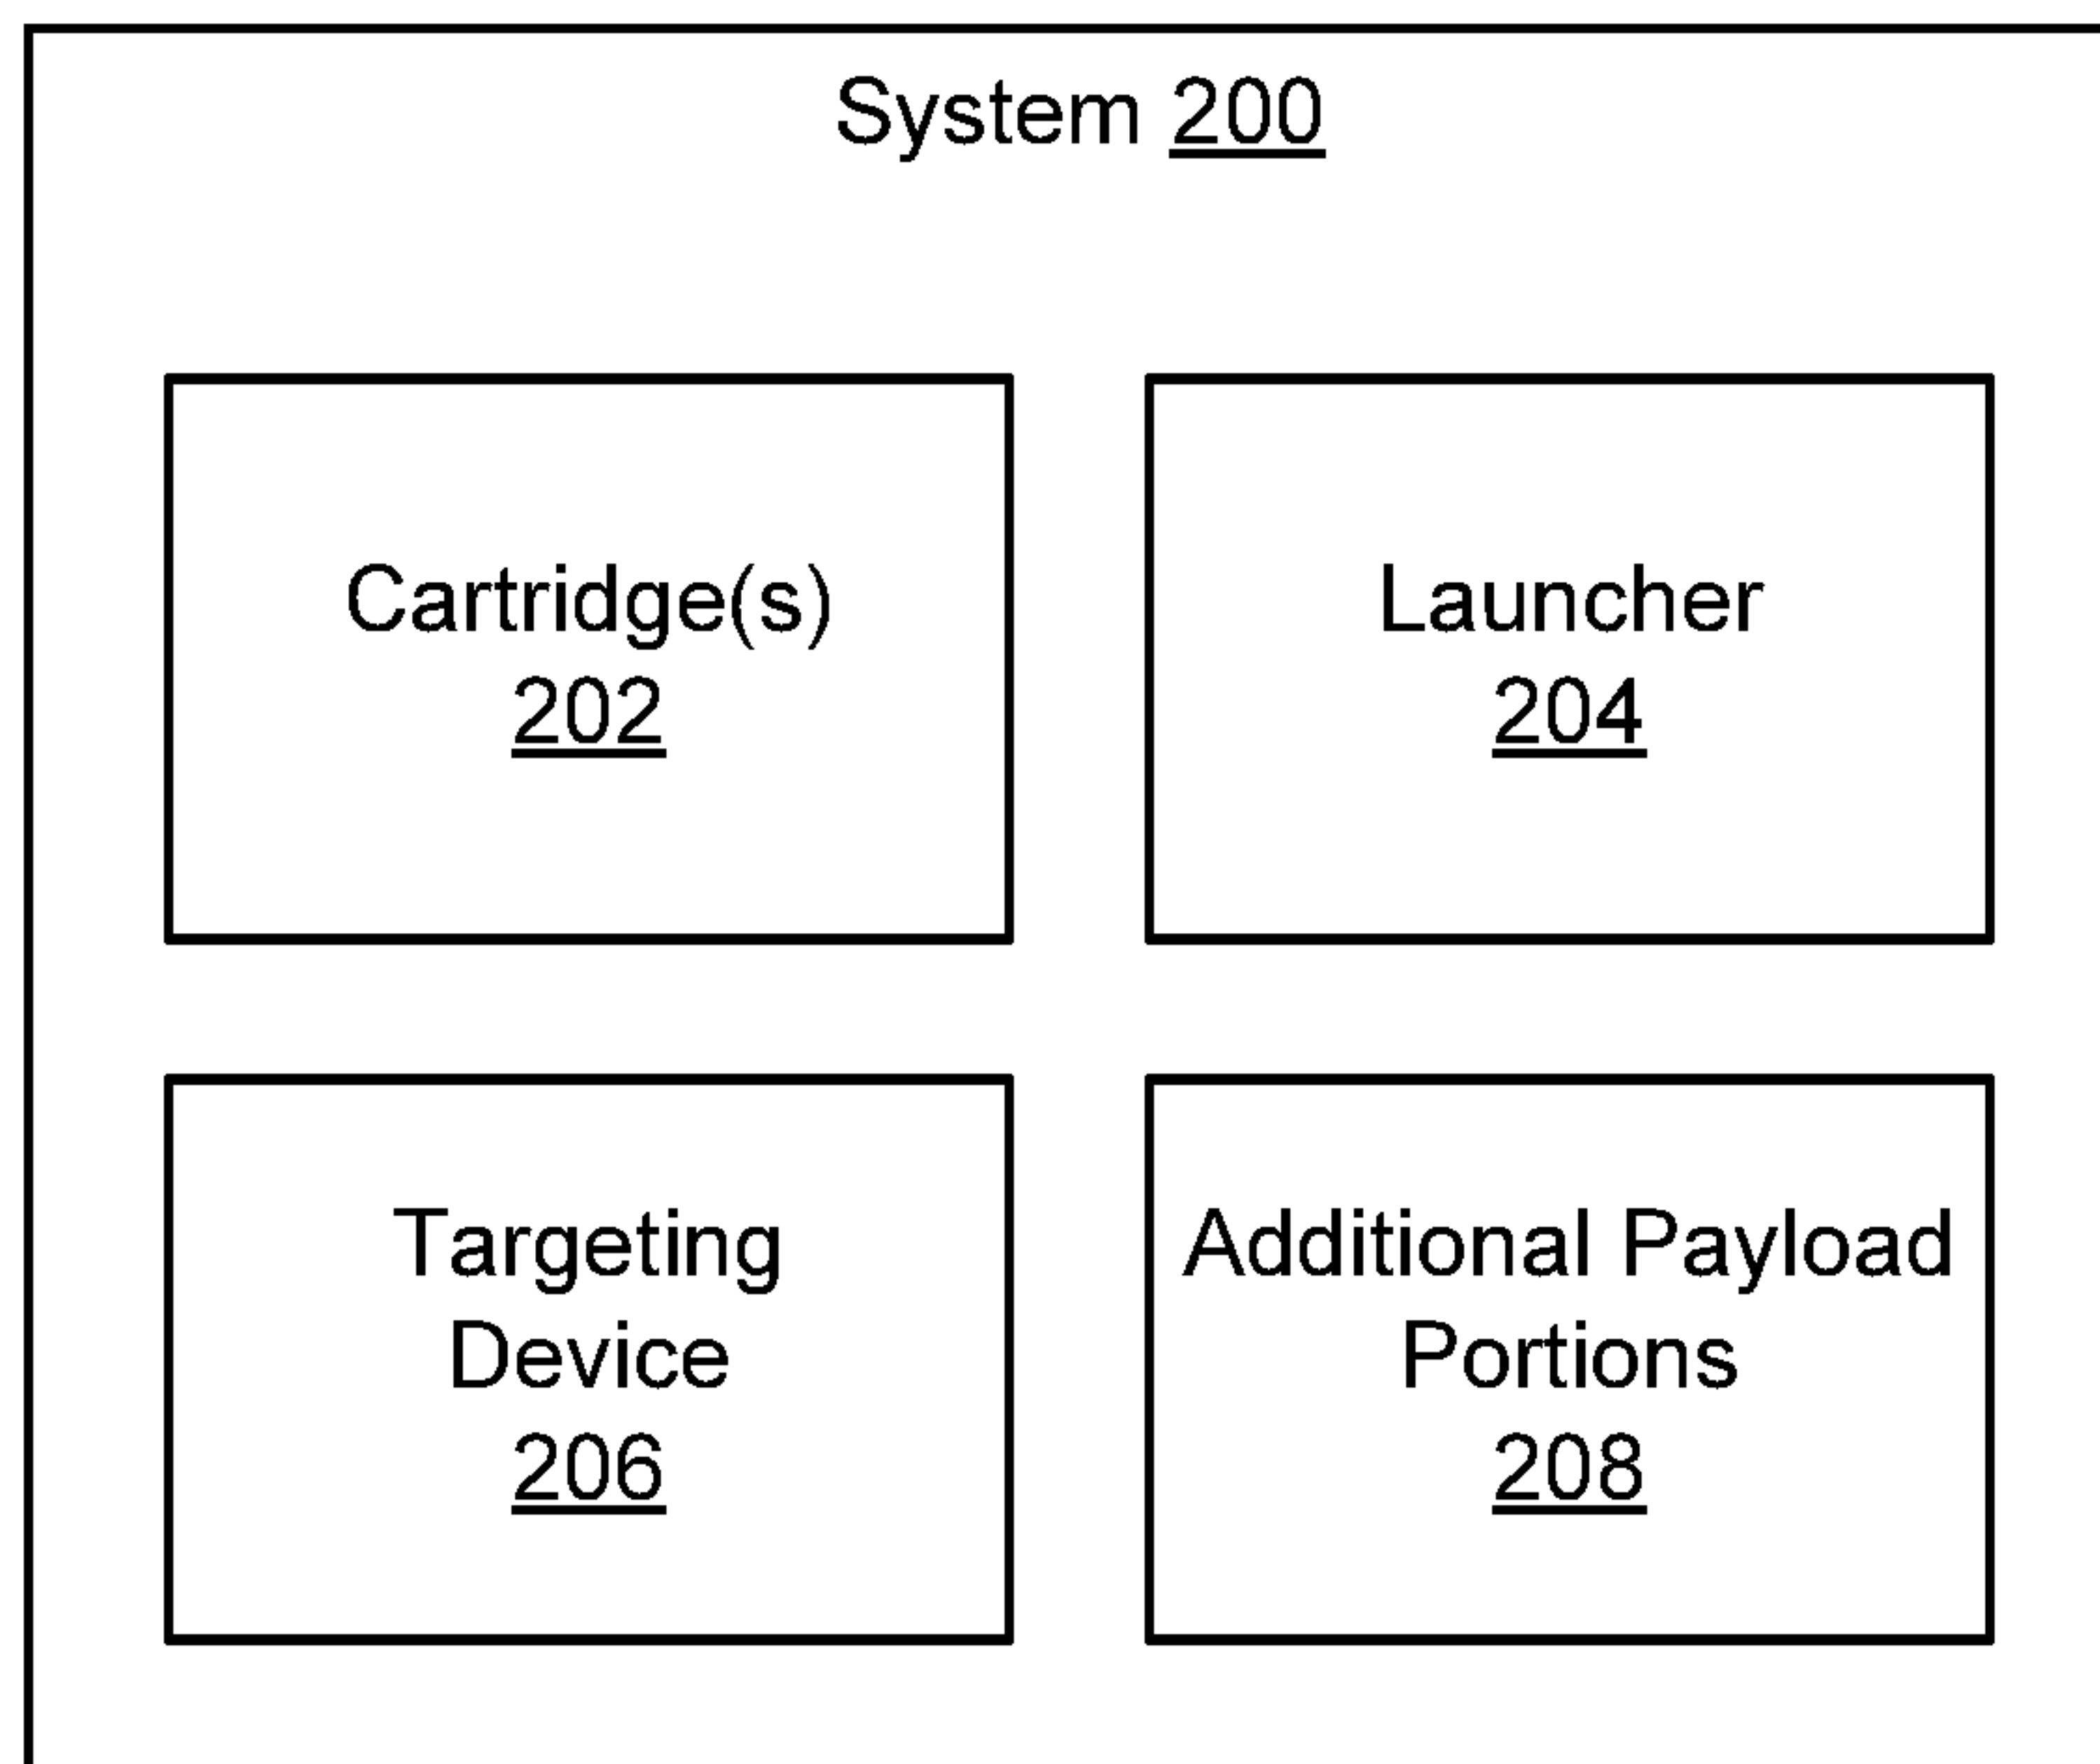 System 200
Cartridge(s)
202
Launcher
204
Targeting
Device
206
Additional Payload
Portions
208